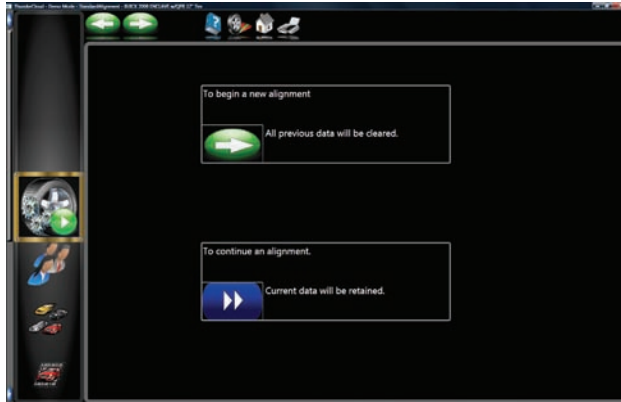 To begin a new alignment
All previous data will be cleared.
To continue an alignment.
Current data will be retained.